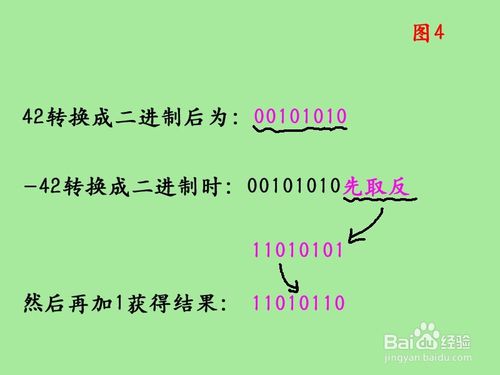 图4
42转换成二进制后为：00101010
-42转换成二进制时：00101010先取反
11010101
然后再加1获得结果：11010110
Baidu经验
jingyan.baidu.com